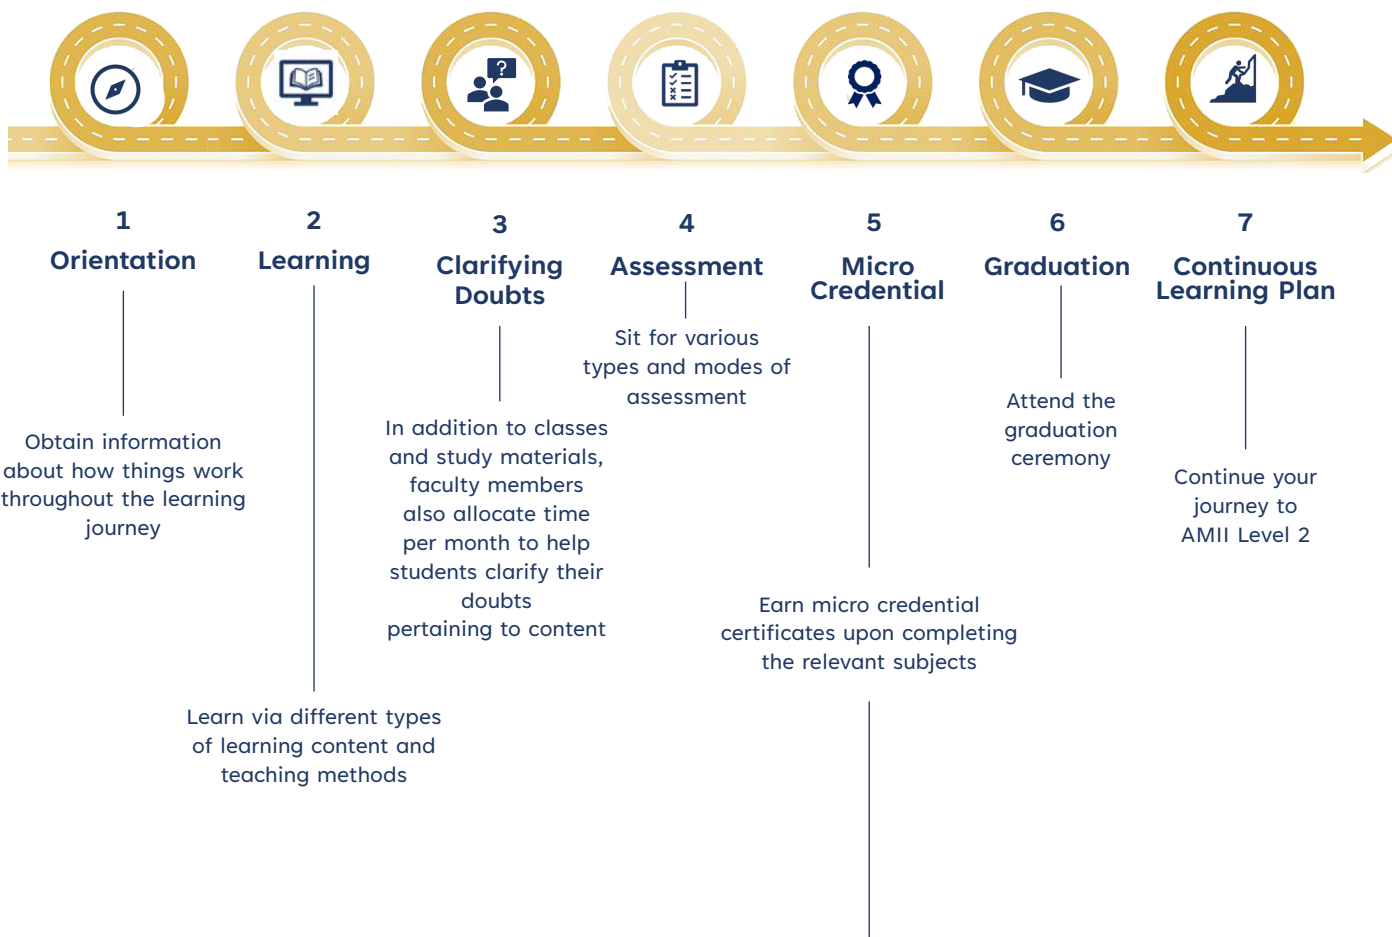 1
Orientation
Obtain information
about how things work
throughout the learning
journey
2
Learning
Learn via different types
of learning content and
teaching methods
3
Clarifying
Doubts
In addition to classes
and study materials,
faculty members
also allocate time
per month to help
students clarify their
doubts
pertaining to content
4
Assessment
Sit for various
types and modes of
assessment
5
Micro
Credential
Earn micro credential
certificates upon completing
the relevant subjects
6
Graduation
Attend the
graduation
ceremony
7
Continuous
Learning Plan
Continue your
journey to
AMII Level 2